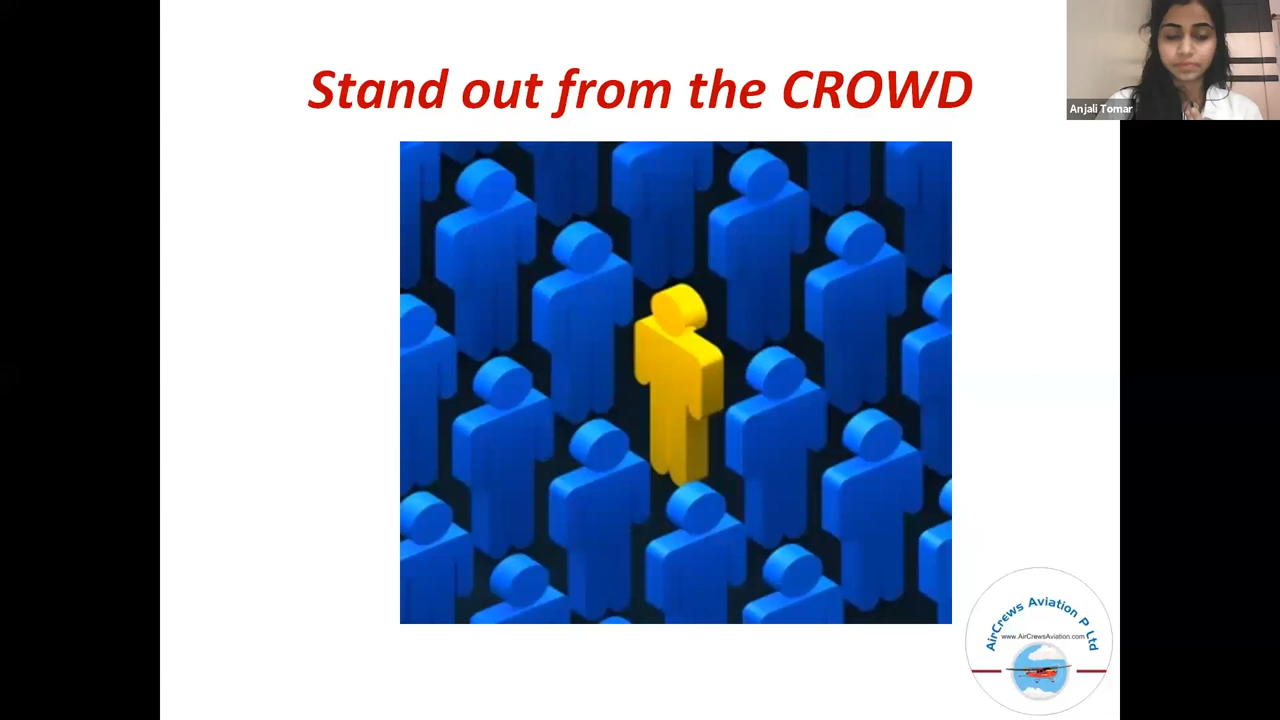 Stand out from the CROWD
Anjali Tomar
AirCrews Aviation P Ltd
www.AirCrewsAviation.com